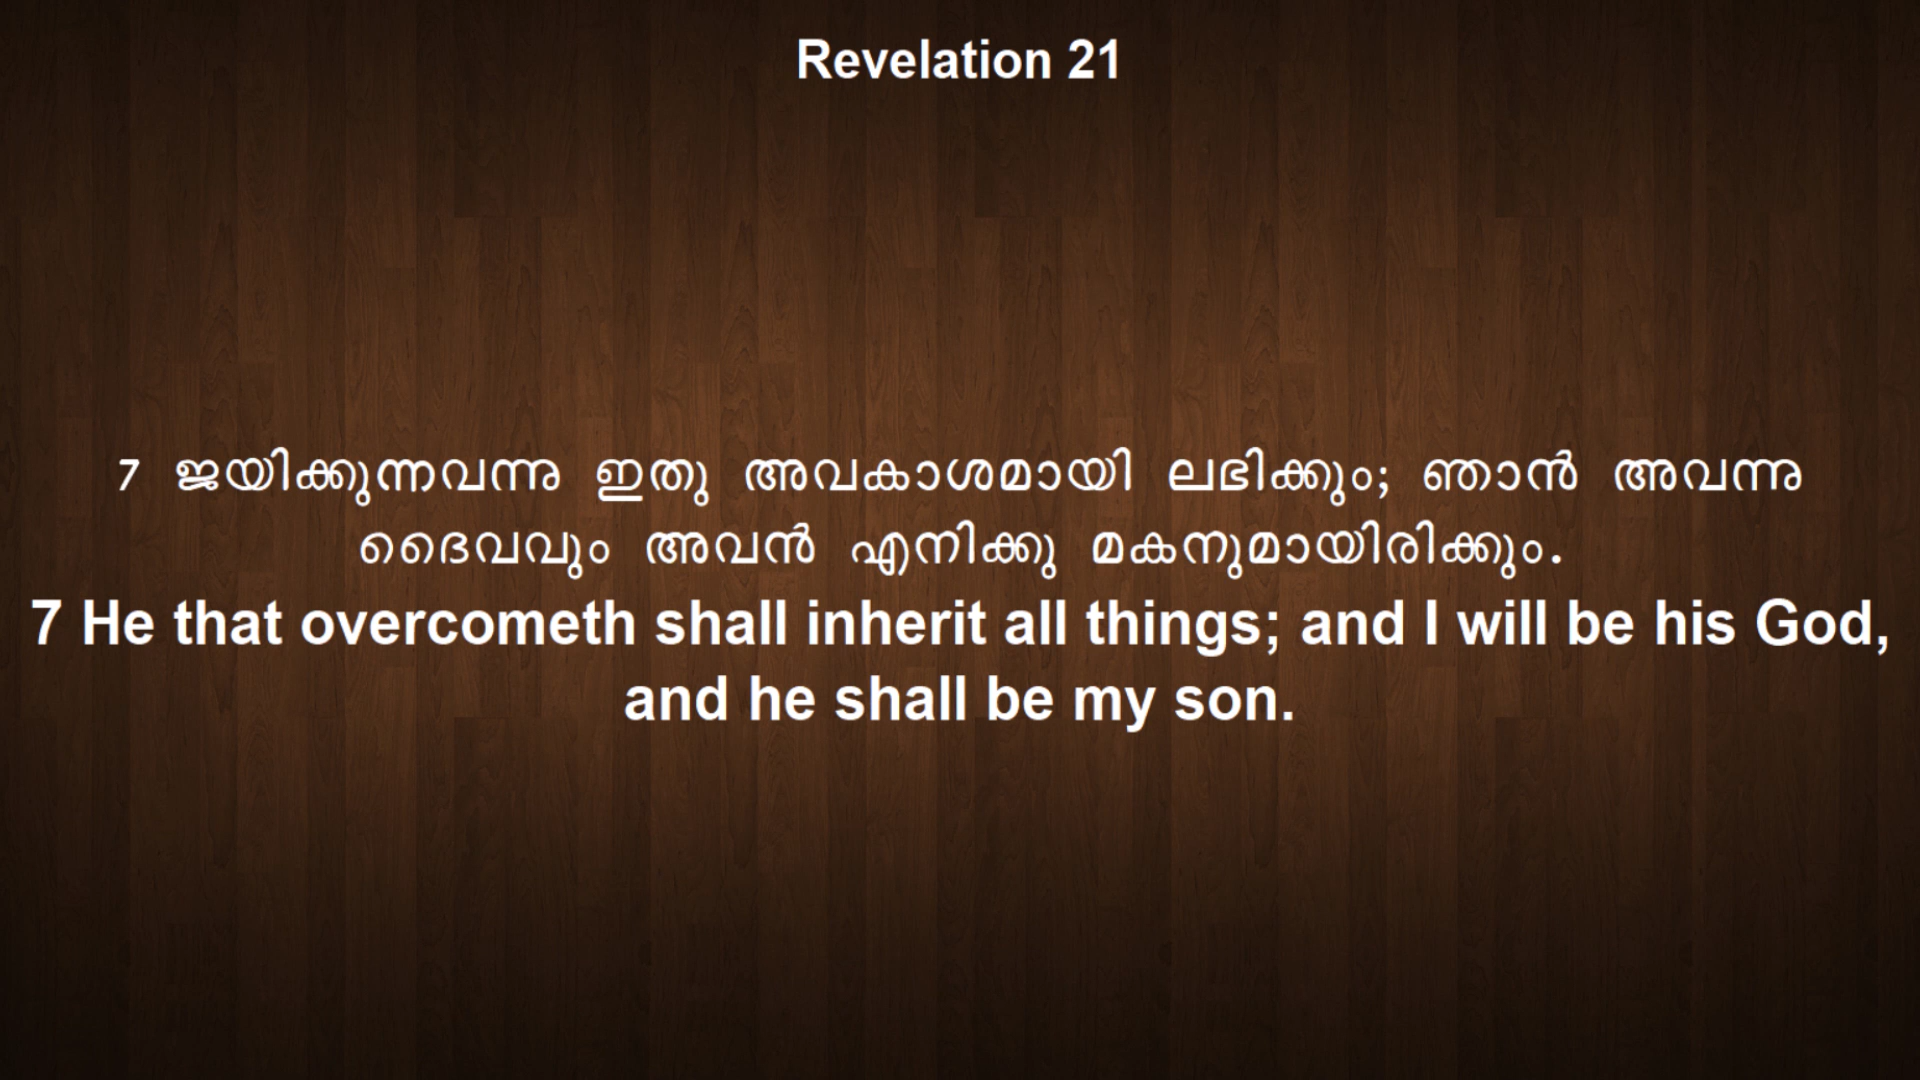 Revelation 21
7 ജയിക്കുന്നവന്നു ഇതു അവകാശമായി ലഭിക്കും; ഞാൻ അവന്നു
ദൈവവും അവൻ എനിക്കു മകനുമായിരിക്കും.
7 He that overcometh shall inherit all things; and I will be his God,
and he shall be my son.